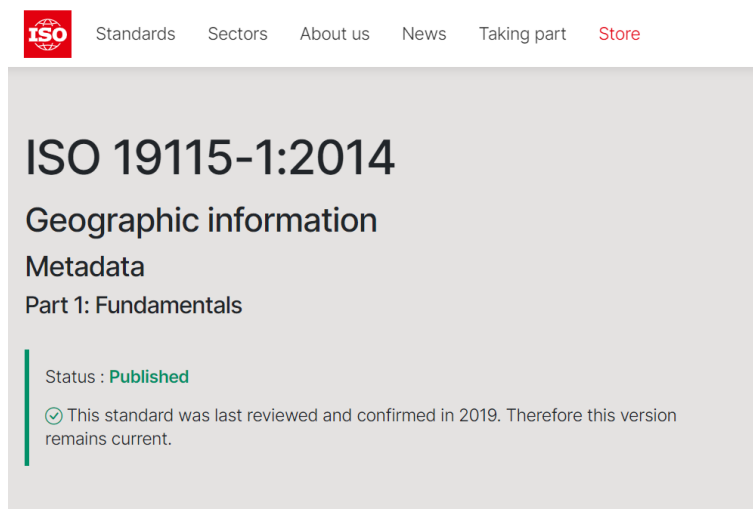 ISO
Standards Sectors About us News Taking part Store
ISO 19115-1:2014
Geographic information
Metadata
Part 1: Fundamentals
Status : Published
This standard was last reviewed and confirmed in 2019. Therefore this version
remains current.